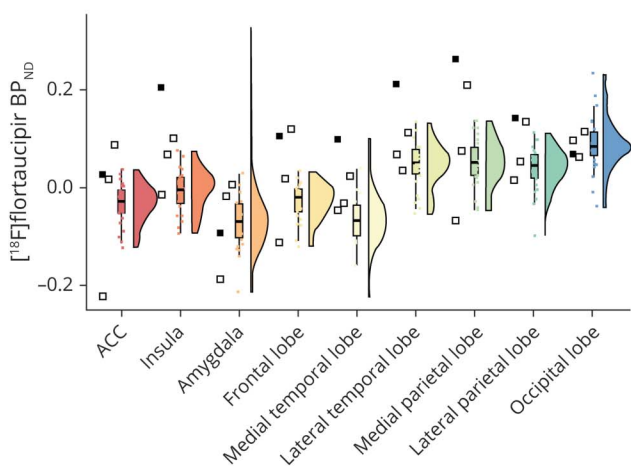 [¹⁸F]flortaucipir BP_ND
0.2
0.0
–0.2
ACC
Insula
Amygdala
Frontal lobe
Medial temporal lobe
Lateral temporal lobe
Medial parietal lobe
Lateral parietal lobe
Occipital lobe